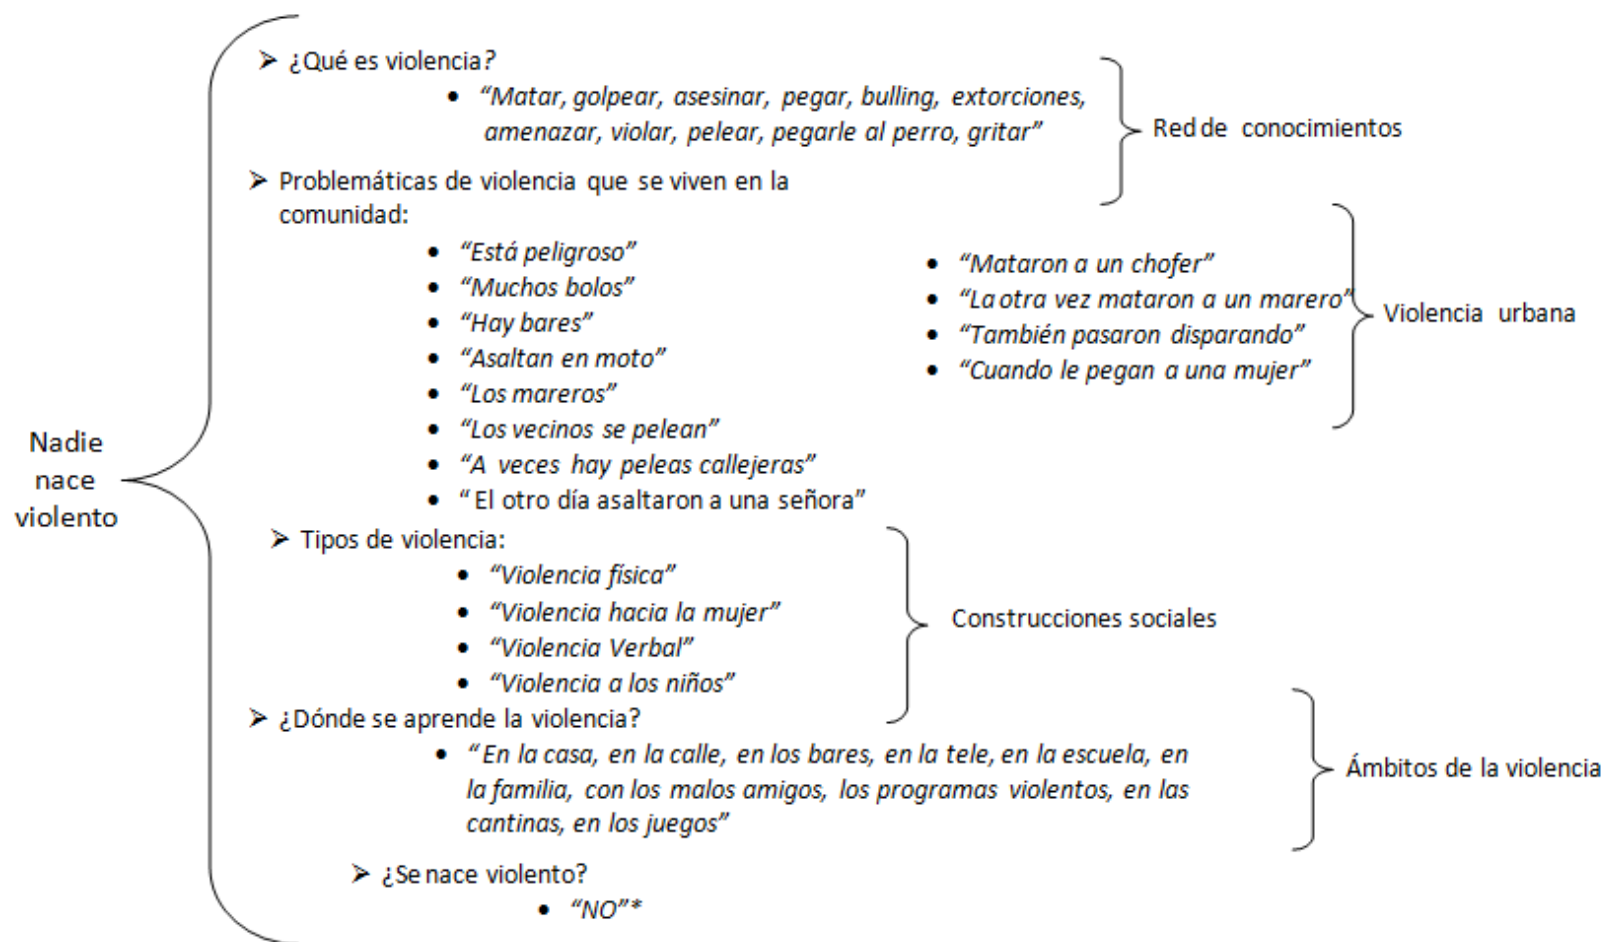 ¿Qué es violencia?
“Matar, golpear, asesinar, pegar, bulling, extorciones,
amenazar, violar, pelear, pegarle al perro, gritar”
Red de conocimientos
Problemáticas de violencia que se viven en la
comunidad:
“Está peligroso”
“Muchos bolos”
“Hay bares”
“Asaltan en moto”
“Los mareros”
“Los vecinos se pelean”
“A veces hay peleas callejeras”
“El otro día asaltaron a una señora”
“Mataron a un chofer”
“La otra vez mataron a un marero”
“También pasaron disparando”
“Cuando le pegan a una mujer”
Violencia urbana
Nadie
nace
violento
Tipos de violencia:
“Violencia física”
“Violencia hacia la mujer”
“Violencia Verbal”
“Violencia a los niños”
Construcciones sociales
¿Dónde se aprende la violencia?
“En la casa, en la calle, en los bares, en la tele, en la escuela, en
la familia, con los malos amigos, los programas violentos, en las
cantinas, en los juegos”
Ámbitos de la violencia
¿Se nace violento?
“NO”*